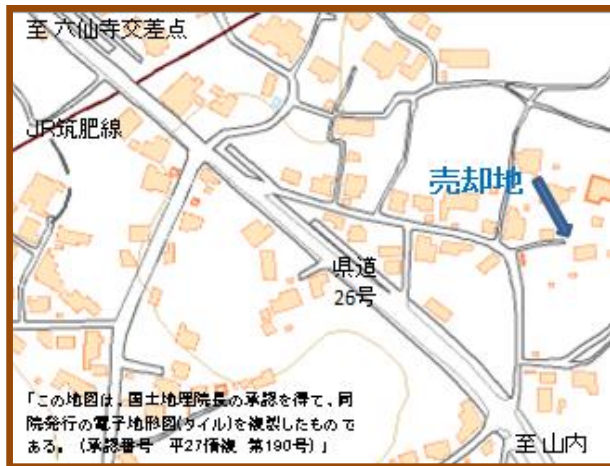 至 六仙寺交差点
JR筑肥線
売却地
県道
26号
「この地図は、国土地理院長の承認を得て、同
院発行の電子地形図(タイル)を複製したもので
ある。（承認番号　平27情複　第190号）」
至 山内